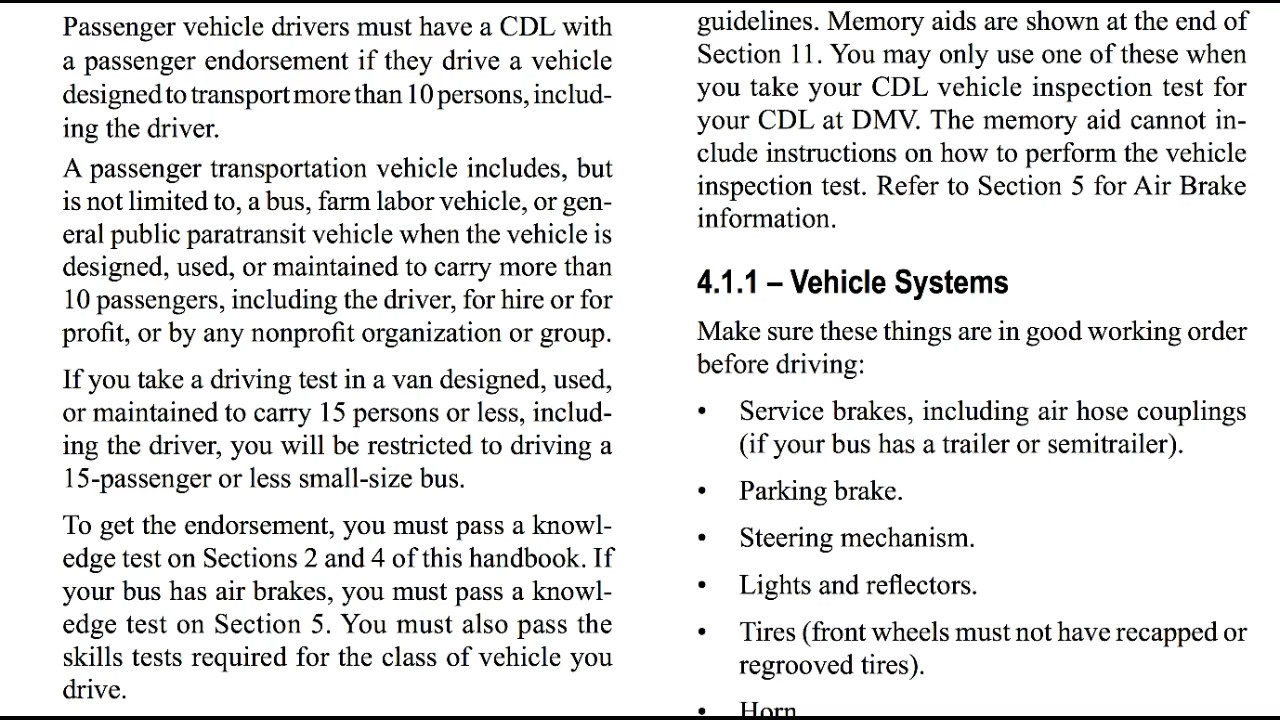 Passenger vehicle drivers must have a CDL with
a passenger endorsement if they drive a vehicle
designed to transport more than 10 persons, includ-
ing the driver.
A passenger transportation vehicle includes, but
is not limited to, a bus, farm labor vehicle, or gen-
eral public paratransit vehicle when the vehicle is
designed, used, or maintained to carry more than
10 passengers, including the driver, for hire or for
profit, or by any nonprofit organization or group.
If you take a driving test in a van designed, used,
or maintained to carry 15 persons or less, includ-
ing the driver, you will be restricted to driving a
15-passenger or less small-size bus.
To get the endorsement, you must pass a knowl-
edge test on Sections 2 and 4 of this handbook. If
your bus has air brakes, you must pass a knowl-
edge test on Section 5. You must also pass the
skills tests required for the class of vehicle you
drive.
guidelines. Memory aids are shown at the end of
Section 11. You may only use one of these when
you take your CDL vehicle inspection test for
your CDL at DMV. The memory aid cannot in-
clude instructions on how to perform the vehicle
inspection test. Refer to Section 5 for Air Brake
information.
4.1.1 – Vehicle Systems
Make sure these things are in good working order
before driving:
• Service brakes, including air hose couplings
(if your bus has a trailer or semitrailer).
• Parking brake.
• Steering mechanism.
• Lights and reflectors.
• Tires (front wheels must not have recapped or
regrooved tires).
• Horn